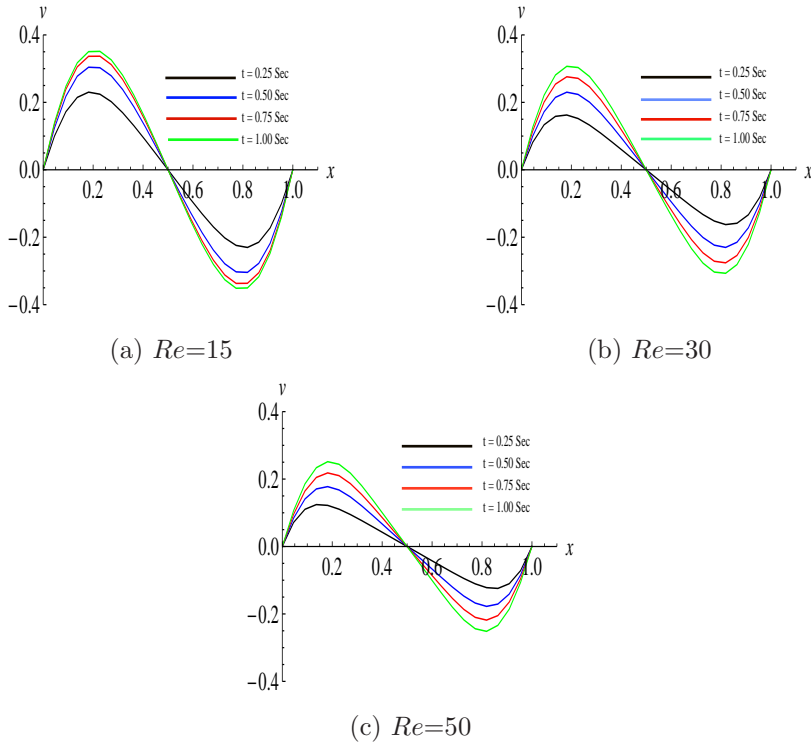 v
0.4
0.2
0.0
−0.2
−0.4
0.2
0.4
0.6
0.8
1.0
x
t = 0.25 Sec
t = 0.50 Sec
t = 0.75 Sec
t = 1.00 Sec
(a) Re=15
v
0.4
0.2
0.0
−0.2
−0.4
0.2
0.4
0.6
0.8
1.0
x
t = 0.25 Sec
t = 0.50 Sec
t = 0.75 Sec
t = 1.00 Sec
(b) Re=30
v
0.4
0.2
0.0
−0.2
−0.4
0.2
0.4
0.6
0.8
1.0
x
t = 0.25 Sec
t = 0.50 Sec
t = 0.75 Sec
t = 1.00 Sec
(c) Re=50